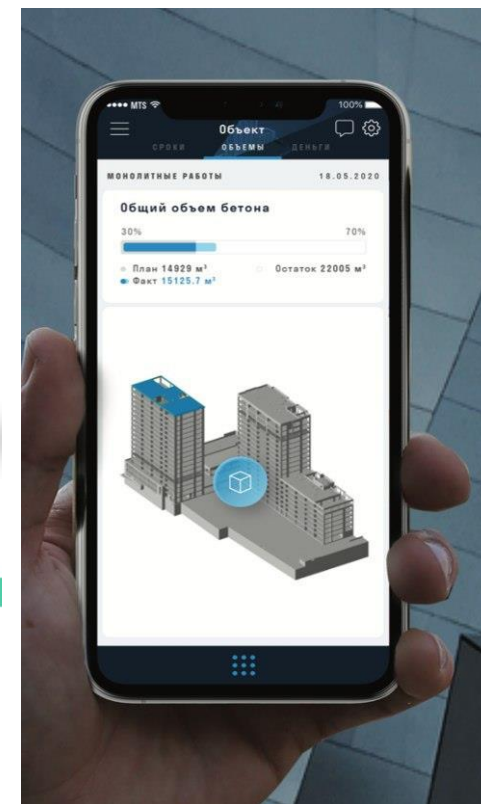 MTS 100%
Объект
СРОКИ ОБЪЕМЫ ДЕНЬГИ
МОНОЛИТНЫЕ РАБОТЫ 18.05.2020
Общий объем бетона
30% 70%
План 14929 м³ Остаток 22005 м³
Факт 15125.7 м³